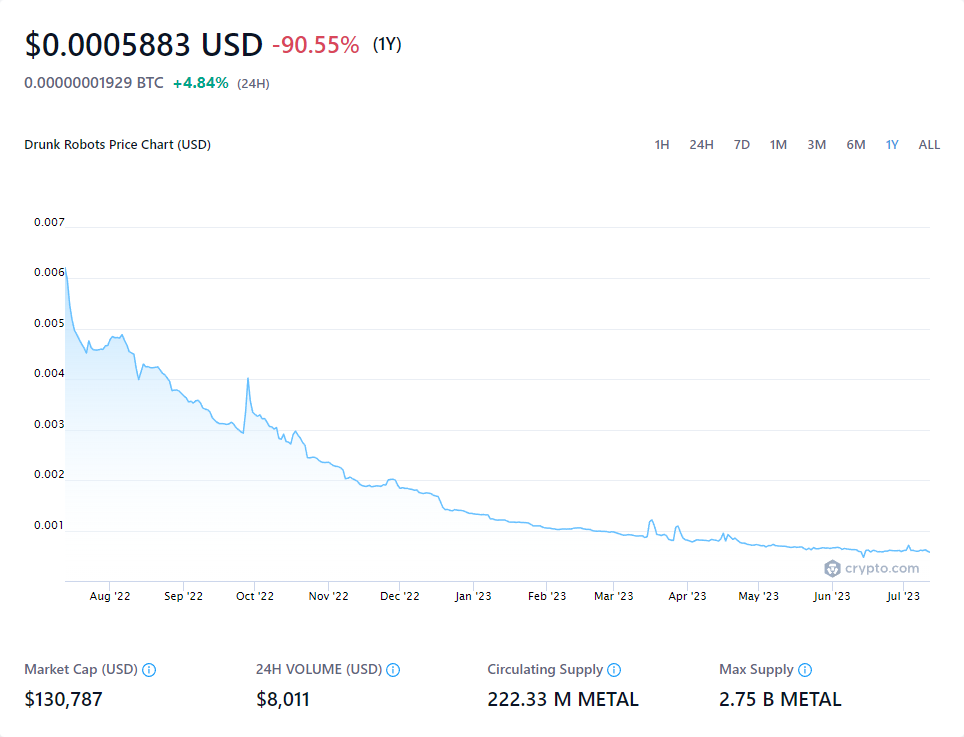 $0.0005883 USD -90.55% (1Y)
0.00000001929 BTC +4.84% (24H)
Drunk Robots Price Chart (USD) 1H 24H 7D 1M 3M 6M 1Y ALL
0.007
0.006
0.005
0.004
0.003
0.002
0.001
crypto.com
Aug '22 Sep '22 Oct '22 Nov '22 Dec '22 Jan '23 Feb '23 Mar '23 Apr '23 May '23 Jun '23 Jul '23
Market Cap (USD) 24H VOLUME (USD) Circulating Supply Max Supply
$130,787 $8,011 222.33 M METAL 2.75 B METAL